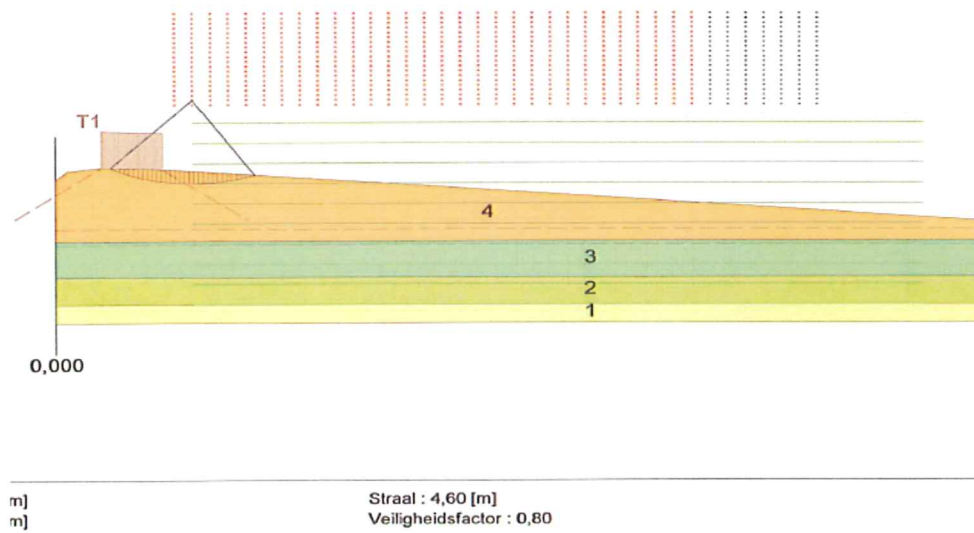 T1
4
3
2
1
0,000
m]
m]
Straal : 4,60 [m]
Veiligheidsfactor : 0,80